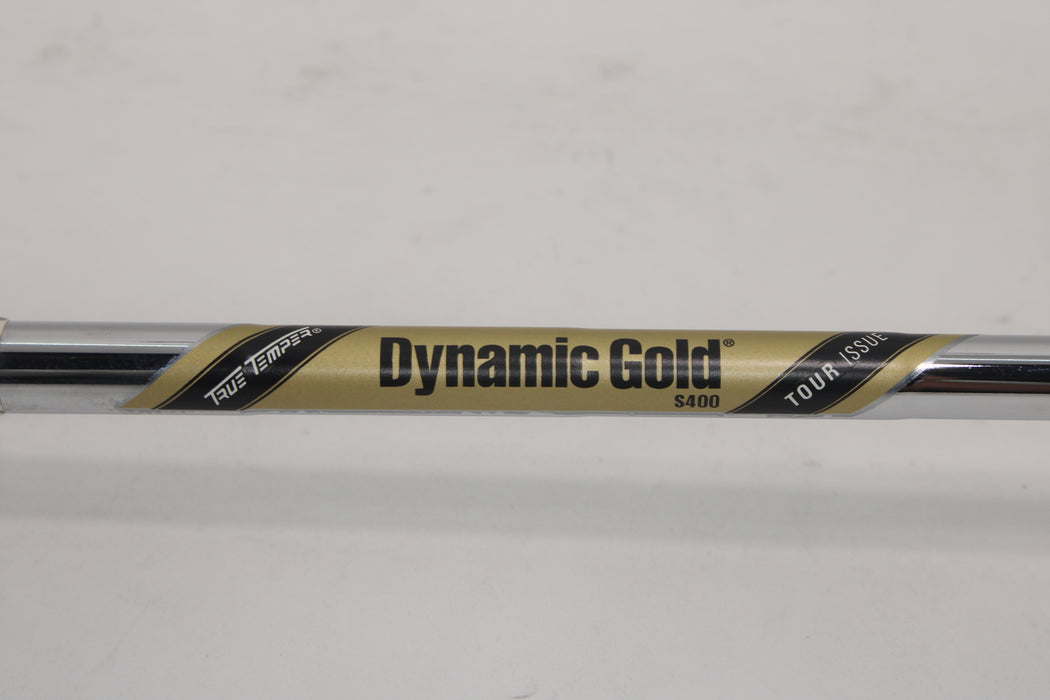 TRUE TEMPER®
Dynamic Gold®
S400
TOUR ISSUE